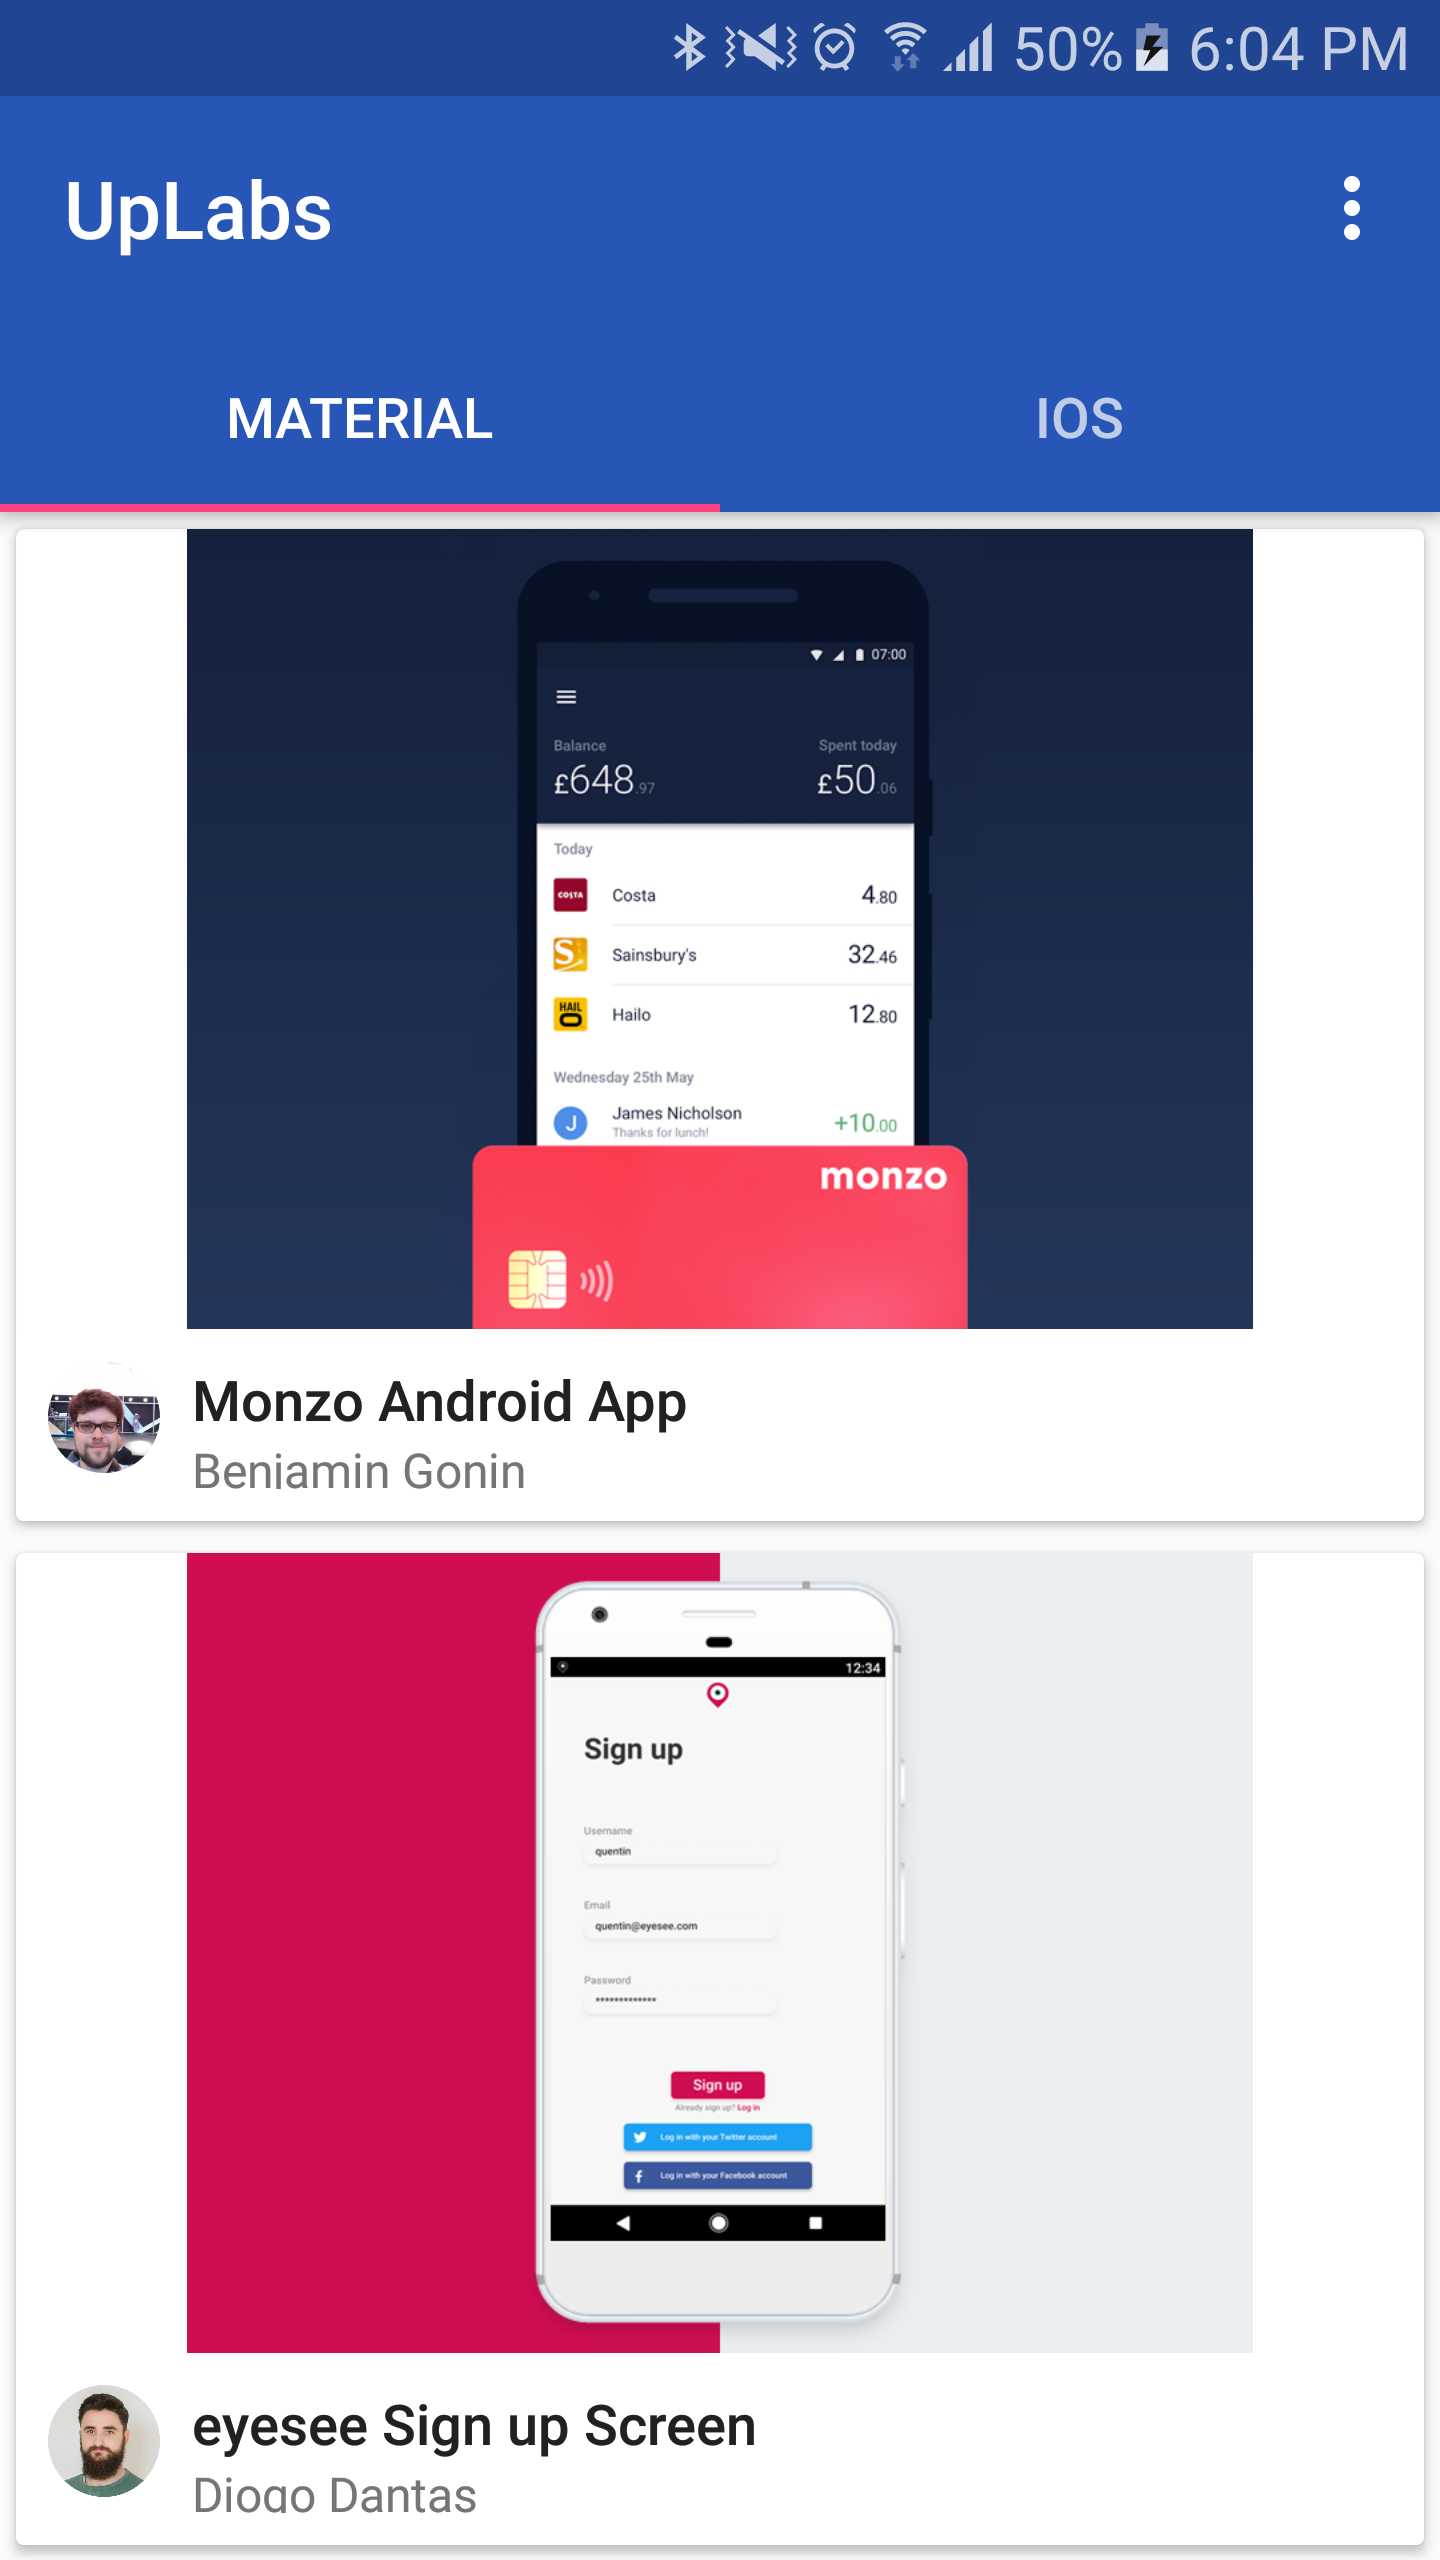 50% 6:04 PM
UpLabs
MATERIAL IOS
07:00
Balance Spent today
£648.97 £50.06
Today
COSTA Costa 4.80
S Sainsbury's 32.46
HAILO Hailo 12.80
Wednesday 25th May
J James Nicholson +10.00
Thanks for lunch!
monzo
Monzo Android App
Benjamin Gonin
12:34
Sign up
Username
quentin
Email
quentin@eyesee.com
Password
*************
Sign up
Already sign up? Log in
Log in with your Twitter account
f Log in with your Facebook account
eyesee Sign up Screen
Diogo Dantas